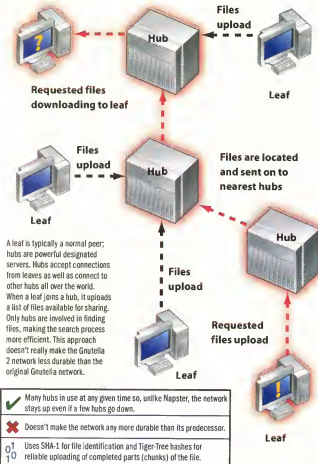 Files
upload
Hub
?
Leaf
Requested files
downloading to leaf
Files
upload
Hub
Files are located
and sent on to
nearest hubs
Leaf
Hub
A leaf is typically a normal peer;
hubs are powerful designated
servers. Hubs accept connections
from leaves as well as connect to
other hubs all over the world.
When a leaf joins a hub, it uploads
a list of files available for sharing.
Only hubs are involved in finding
files, making the search process
more efficient. This approach
doesn't really make the Gnutella
2 network less durable than the
original Gnutella network.
Files
upload
Requested
files upload
Leaf
!
Leaf
Many hubs in use at any given time so, unlike Napster, the network
stays up even if a few hubs go down.
Doesn't make the network any more durable than its predecessor.
01
10
Uses SHA-1 for file identification and Tiger-Tree hashes for
reliable uploading of completed parts (chunks) of the file.